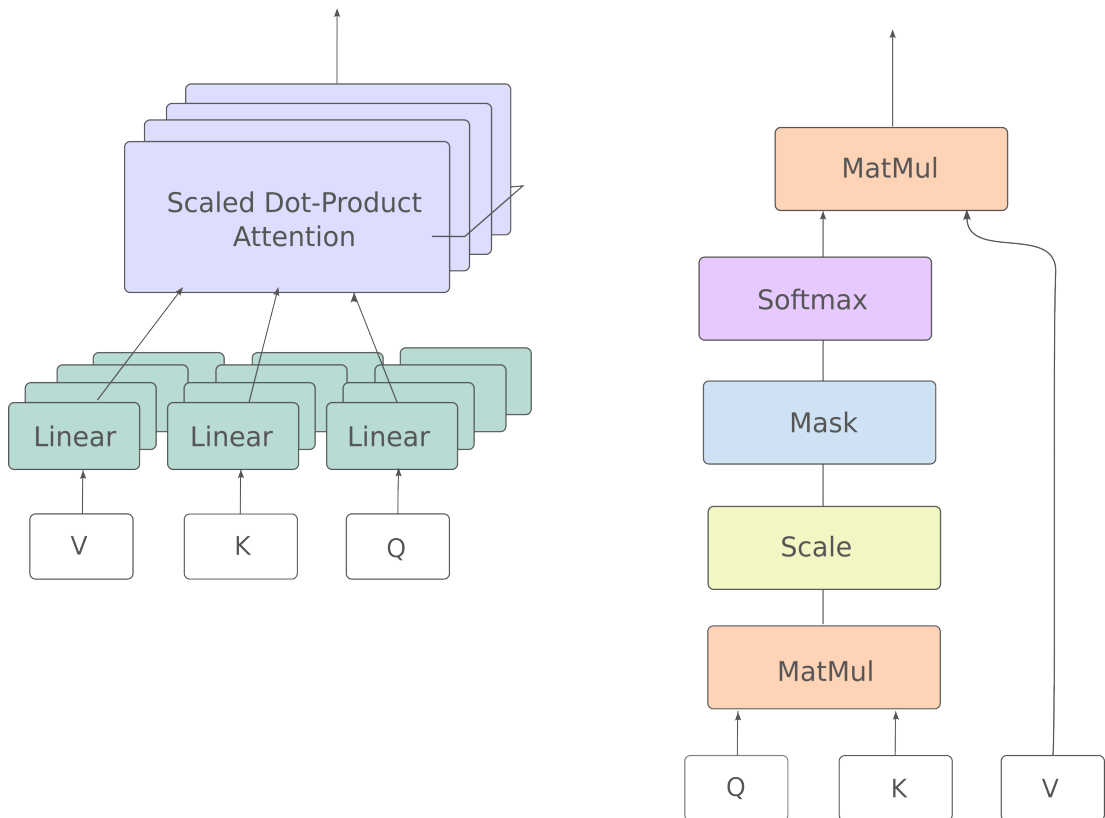 Scaled Dot-Product
Attention
Linear
Linear
Linear
V
K
Q
MatMul
Softmax
Mask
Scale
MatMul
Q
K
V